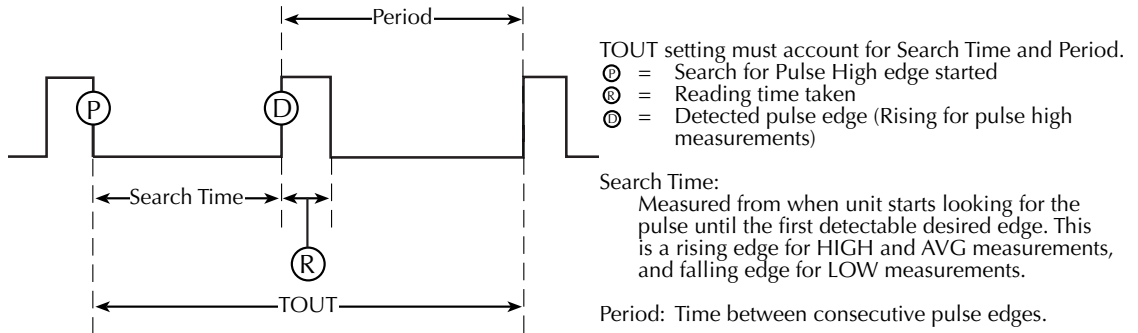 Period
TOUT setting must account for Search Time and Period.
P = Search for Pulse High edge started
R = Reading time taken
D = Detected pulse edge (Rising for pulse high
measurements)
P
D
Search Time
Search Time:
Measured from when unit starts looking for the
pulse until the first detectable desired edge. This
is a rising edge for HIGH and AVG measurements,
and falling edge for LOW measurements.
R
TOUT
Period: Time between consecutive pulse edges.